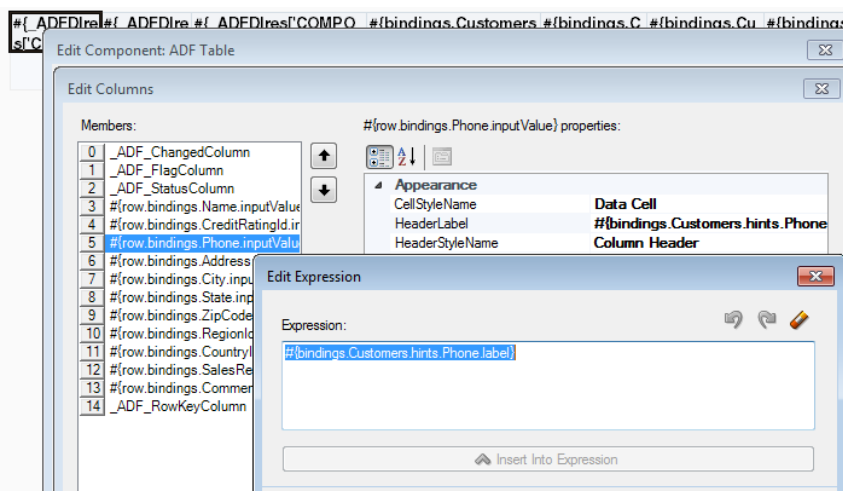 #{_ADFDIre #{_ADFDIre #{_ADFDIres['COMPO #{bindings.Customers #{bindings.C #{bindings.Cu #{bindings
s['C
Edit Component: ADF Table
Edit Columns
Members:
#{row.bindings.Phone.inputValue} properties:
0 _ADF_ChangedColumn
1 _ADF_FlagColumn
2 _ADF_StatusColumn
3 #{row.bindings.Name.inputValue
4 #{row.bindings.CreditRatingId.ir
5 #{row.bindings.Phone.inputValu
6 #{row.bindings.Address
7 #{row.bindings.City.inpu
8 #{row.bindings.State.inp
9 #{row.bindings.ZipCode
10 #{row.bindings.RegionId
11 #{row.bindings.CountryI
12 #{row.bindings.SalesRe
13 #{row.bindings.Commer
14 _ADF_RowKeyColumn
Appearance
CellStyleName Data Cell
HeaderLabel #{bindings.Customers.hints.Phone
HeaderStyleName Column Header
Edit Expression
Expression:
#{bindings.Customers.hints.Phone.label}
Insert Into Expression